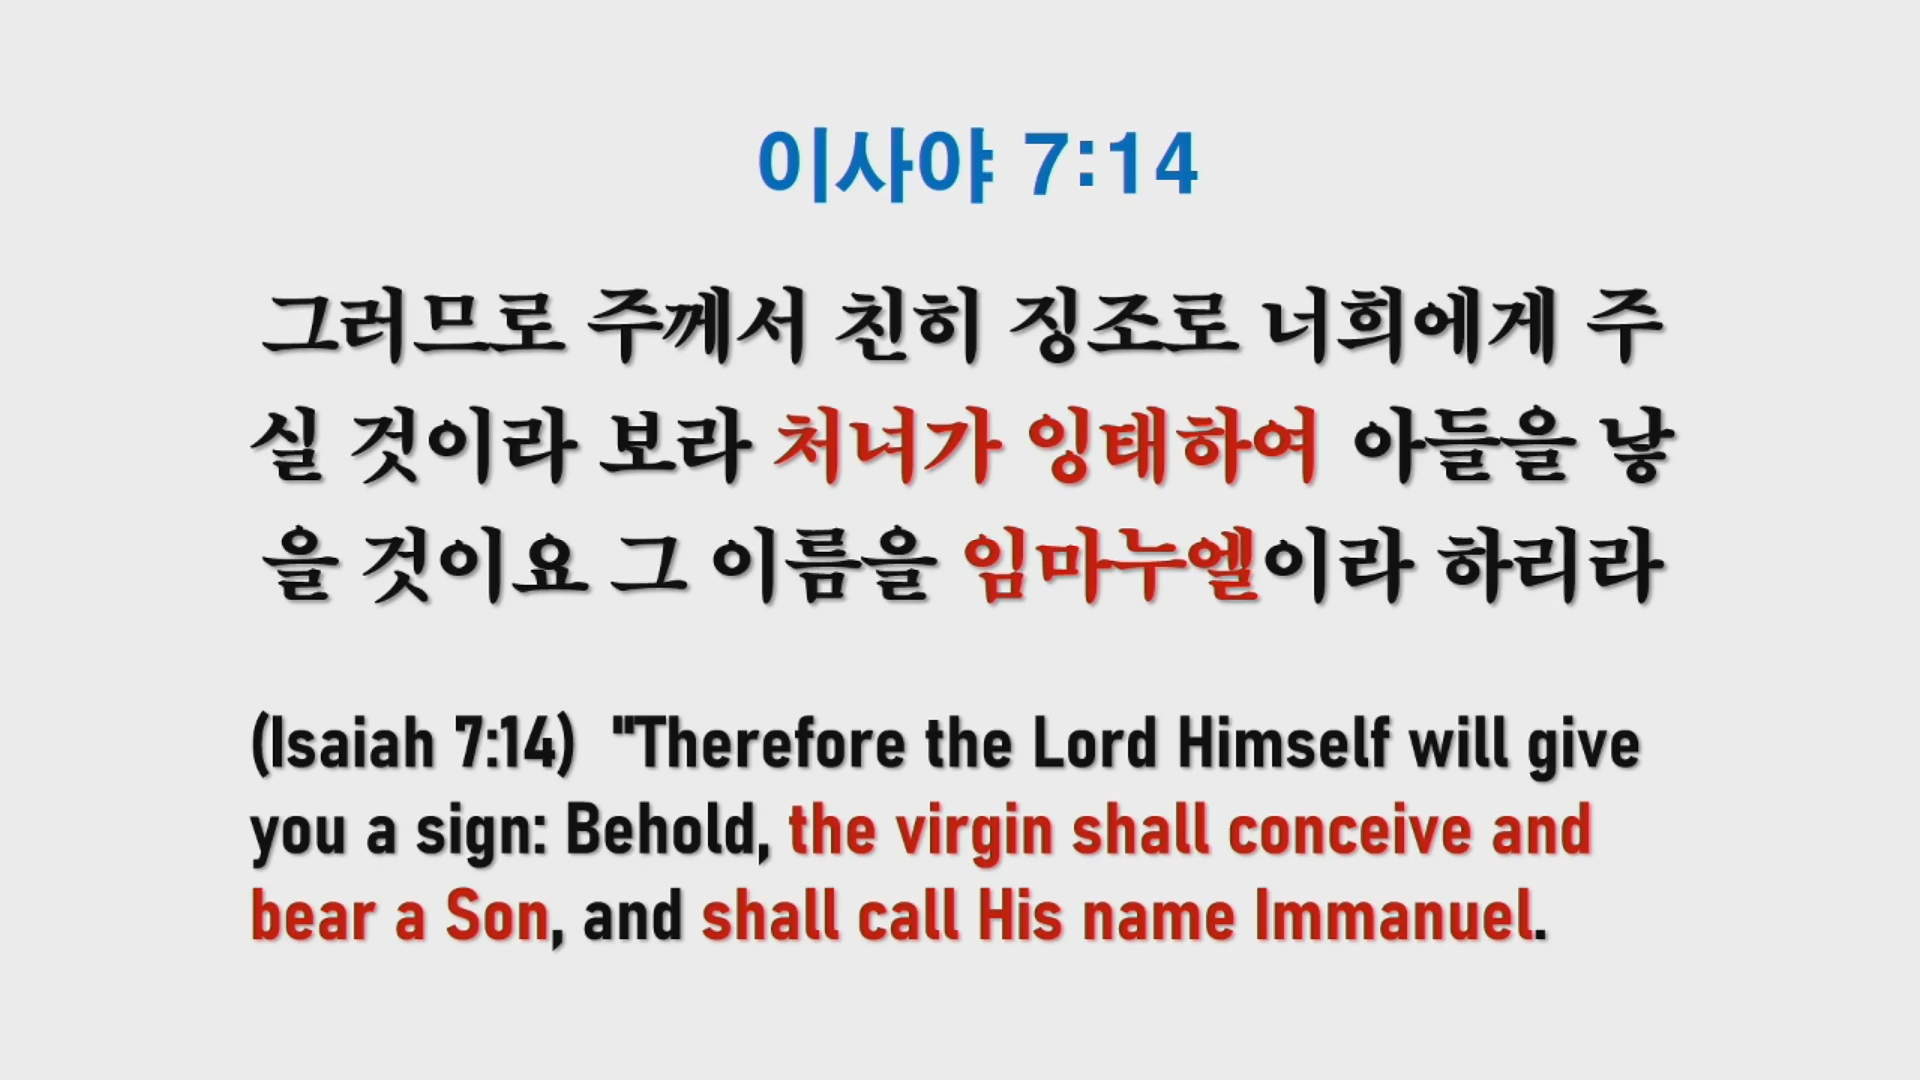 이사야 7:14
그러므로 주께서 친히 징조로 너희에게 주
실 것이라 보라 처녀가 잉태하여 아들을 낳
을 것이요 그 이름을 임마누엘이라 하리라
(Isaiah 7:14)  "Therefore the Lord Himself will give
you a sign: Behold, the virgin shall conceive and
bear a Son, and shall call His name Immanuel.